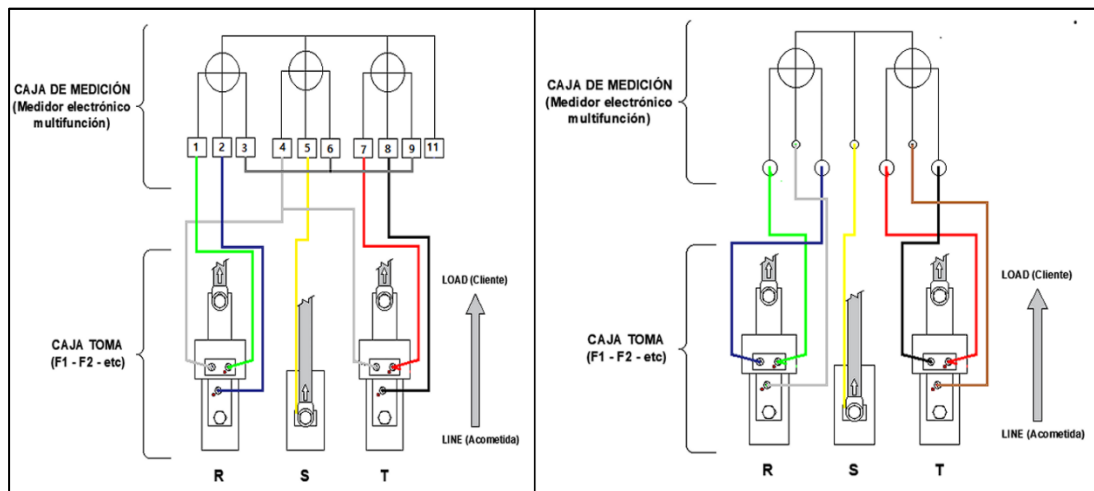 CAJA DE MEDICIÓN
(Medidor electrónico
multifunción)
1 2 3 4 5 6 7 8 9 11
CAJA TOMA
(F1 - F2 - etc)
LOAD (Cliente)
LINE (Acometida)
R S T
CAJA DE MEDICIÓN
(Medidor electrónico
multifunción)
CAJA TOMA
(F1 - F2 - etc)
LOAD (Cliente)
LINE (Acometida)
R S T